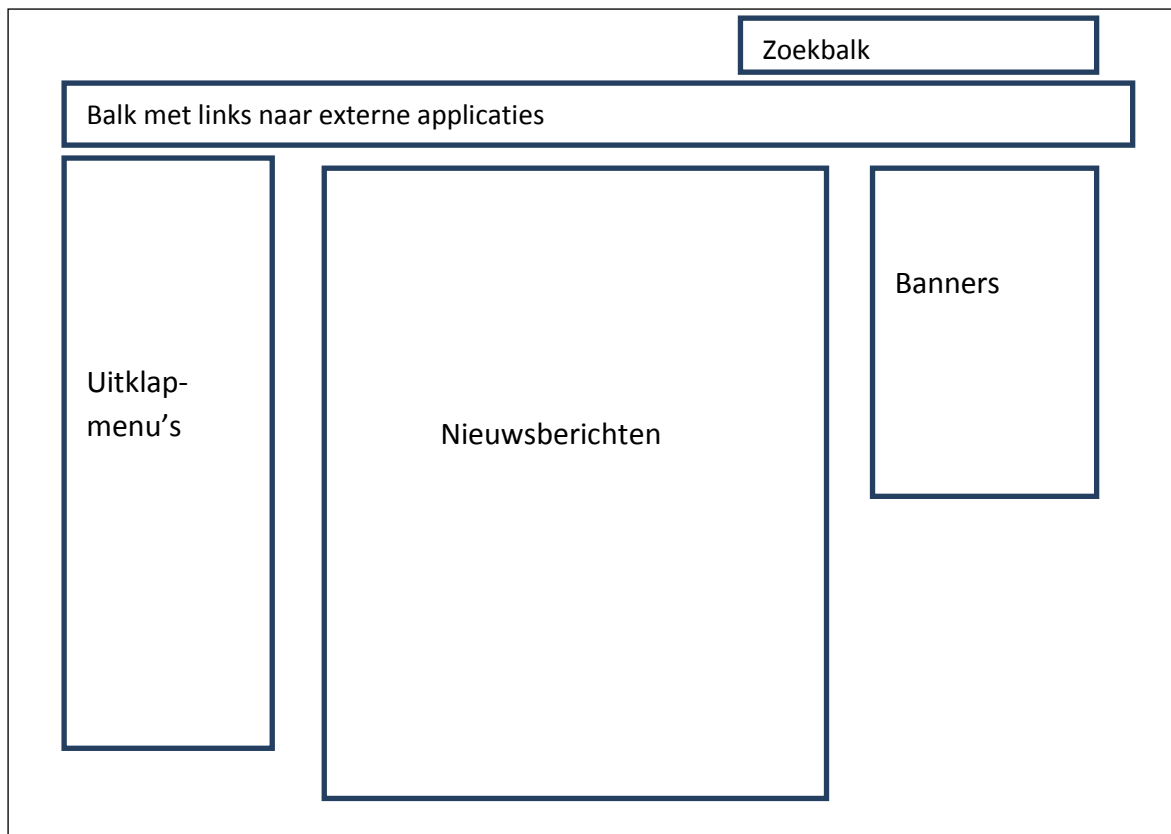 Zoekbalk
Balk met links naar externe applicaties
Banners
Uitklap-
menu’s
Nieuwsberichten